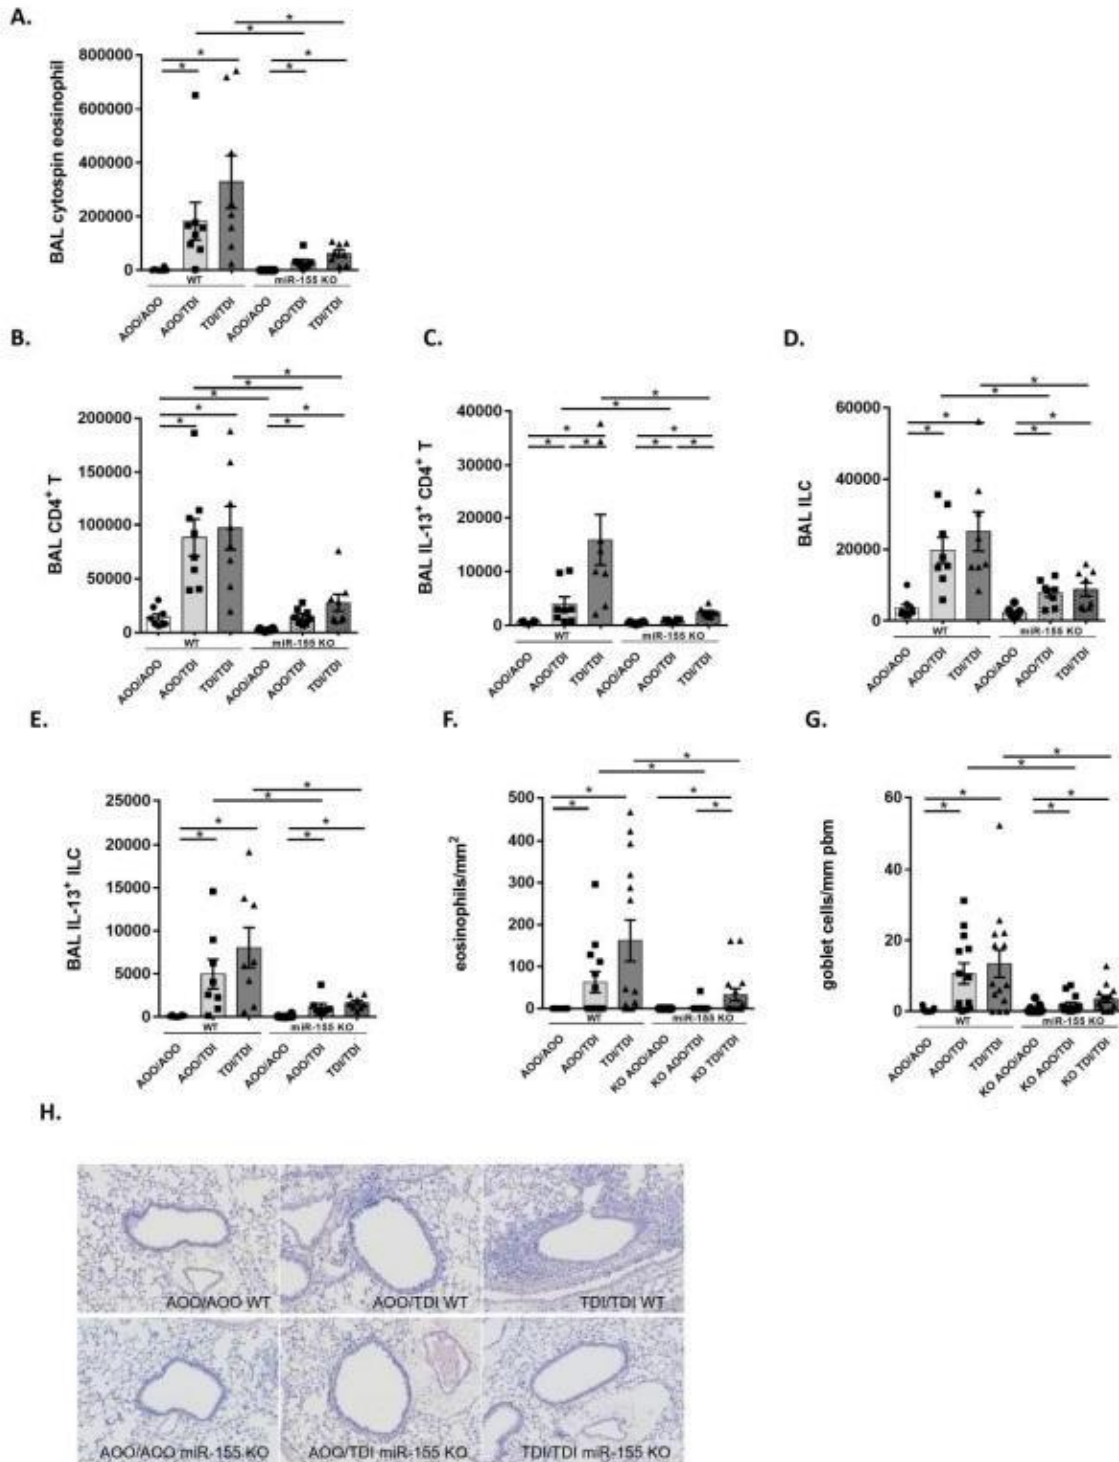 A.
BAL cytospin eosinophil
800000
600000
400000
200000
0
* *
* * * *
WT miR-155 KO
AOO/AOO AOO/TDI TDI/TDI AOO/AOO AOO/TDI TDI/TDI
B.
BAL CD4⁺ T
200000
150000
100000
50000
0
* * *
* * * *
WT miR-155 KO
AOO/AOO AOO/TDI TDI/TDI AOO/AOO AOO/TDI TDI/TDI
C.
BAL IL-13⁺ CD4⁺ T
40000
30000
20000
10000
0
* *
* * * * * *
WT miR-155 KO
AOO/AOO AOO/TDI TDI/TDI AOO/AOO AOO/TDI TDI/TDI
D.
BAL ILC
60000
40000
20000
0
* *
* * * *
WT miR-155 KO
AOO/AOO AOO/TDI TDI/TDI AOO/AOO AOO/TDI TDI/TDI
E.
BAL IL-13⁺ ILC
25000
20000
15000
10000
5000
0
* *
* * * *
WT miR-155 KO
AOO/AOO AOO/TDI TDI/TDI AOO/AOO AOO/TDI TDI/TDI
F.
eosinophils/mm²
500
400
300
200
100
0
* *
* * * *
WT miR-155 KO
AOO/AOO AOO/TDI TDI/TDI KO AOO/AOO KO AOO/TDI KO TDI/TDI
G.
goblet cells/mm pbm
60
40
20
0
* *
* * * *
WT miR-155 KO
AOO/AOO AOO/TDI TDI/TDI KO AOO/AOO KO AOO/TDI KO TDI/TDI
H.
AOO/AOO WT AOO/TDI WT TDI/TDI WT
AOO/AOO miR-155 KO AOO/TDI miR-155 KO TDI/TDI miR-155 KO